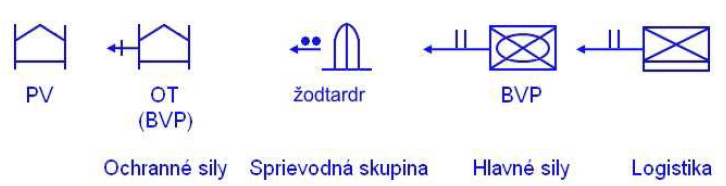 PV OT žodtardr BVP
(BVP)
Ochranné sily Sprievodná skupina Hlavné sily Logistika